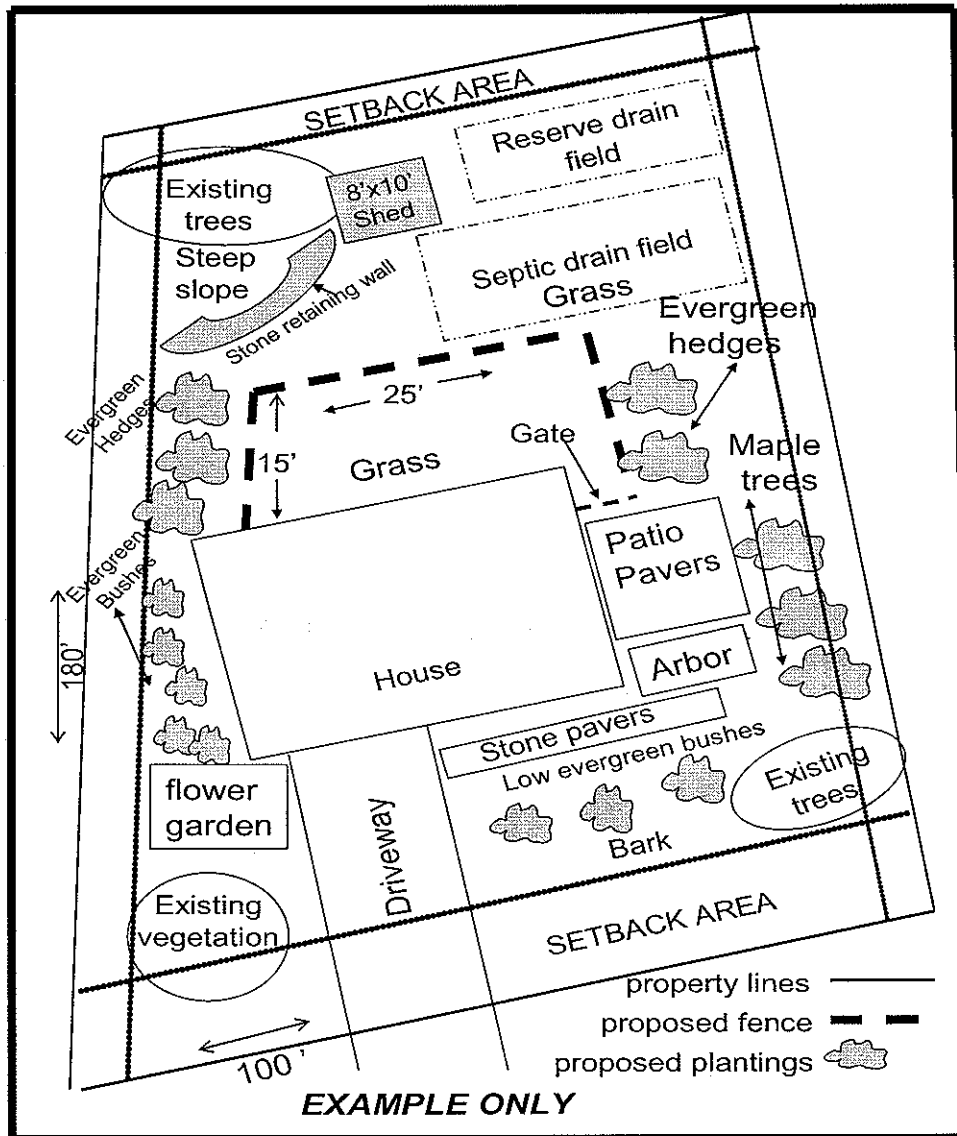 SETBACK AREA
Reserve drain
field
Existing
trees
8'x10'
Shed
Septic drain field
Grass
Steep
slope
Stone retaining wall
Evergreen
hedges
Evergreen
Hedges
25'
15'
Grass
Gate
Maple
trees
Patio
Pavers
Evergreen
Bushes
180'
House
Arbor
Stone pavers
Low evergreen bushes
Existing
trees
flower
garden
Bark
Driveway
Existing
vegetation
SETBACK AREA
property lines
proposed fence
proposed plantings
100'
EXAMPLE ONLY